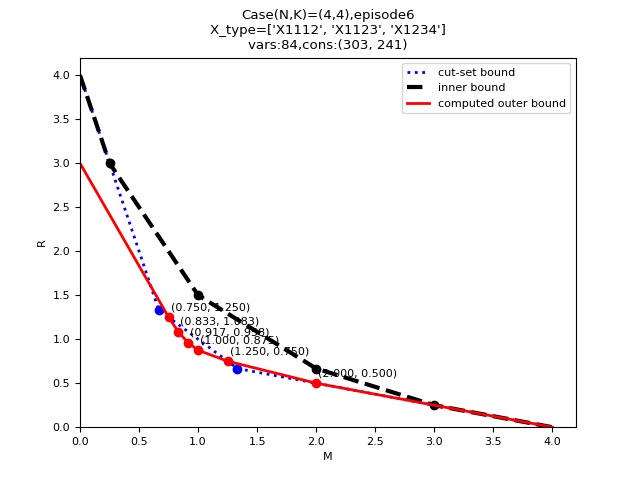 Case(N,K)=(4,4),episode6
X_type=['X1112', 'X1123', 'X1234']
vars:84,cons:(303, 241)
cut-set bound
inner bound
computed outer bound
(0.750, 1.250)
(0.833, 1.083)
(0.917, 0.958)
(1.000, 0.875)
(1.250, 0.750)
(2.000, 0.500)
R
4.0
3.5
3.0
2.5
2.0
1.5
1.0
0.5
0.0
0.0 0.5 1.0 1.5 2.0 2.5 3.0 3.5 4.0
M